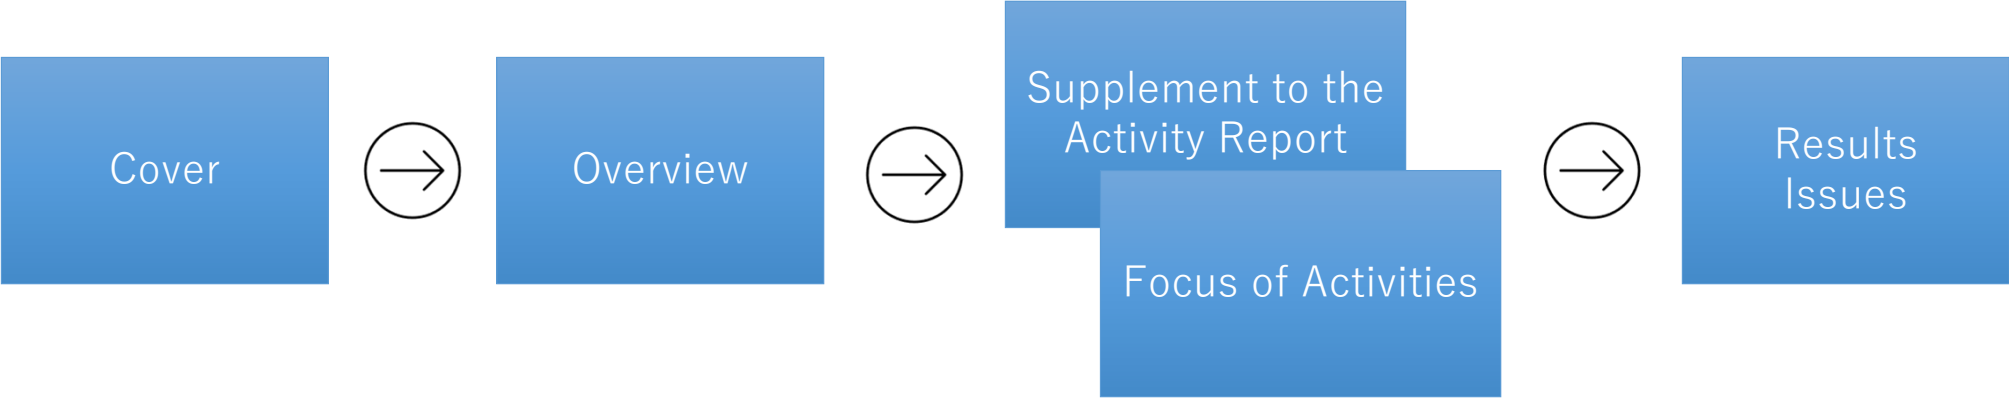 Cover
Overview
Supplement to the
Activity Report
Focus of Activities
Results
Issues